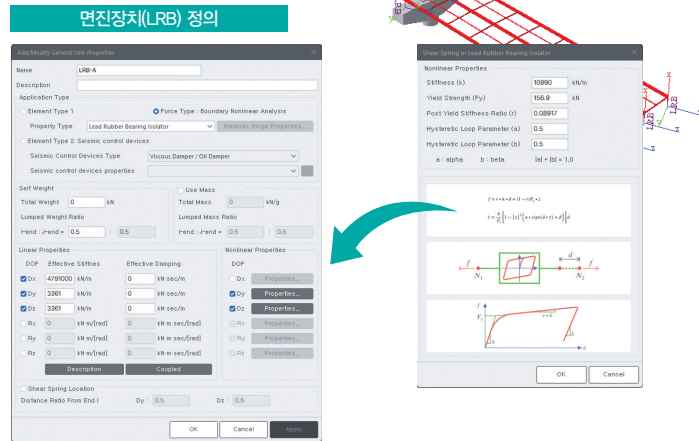 면진장치(LRB) 정의
Add/Modify General Link Properties
Name LRB-A
Description
Application Type
Element Type 1 Force Type : Boundary Nonlinear Analysis
Property Type Lead Rubber Bearing Isolator Inelastic Hinge Properties...
Element Type 2: Seismic control devices
Seismic Control Devices Type Viscous Damper / Oil Damper
Seismic control devices properties
Self Weight Use Mass
Total Weight 0 kN Total Mass 0 kN/g
Lumped Weight Ratio Lumped Mass Ratio
I-end : J-end = 0.5 : 0.5 I-end : J-end = 0.5 : 0.5
Linear Properties Nonlinear Properties
DOF Effective Stiffnes Effective Damping DOF
Dx 4791000 kN/m 0 kN·sec/m Dx Properties...
Dy 3361 kN/m 0 kN·sec/m Dy Properties...
Dz 3361 kN/m 0 kN·sec/m Dz Properties...
Rx 0 kN·m/[rad] 0 kN·m·sec/[rad] Rx Properties...
Ry 0 kN·m/[rad] 0 kN·m·sec/[rad] Ry Properties...
Rz 0 kN·m/[rad] 0 kN·m·sec/[rad] Rz Properties...
Description Coupled
Shear Spring Location
Distance Ratio From End I Dy : 0.5 Dz : 0.5
OK Cancel Apply
Shear Spring in Lead Rubber Bearing Isolator
Nonlinear Properties
Stiffness (k) 10990 kN/m
Yield Strength (Fy) 156.9 kN
Post Yield Stiffness Ratio (r) 0.08917
Hysteretic Loop Parameter (a) 0.5
Hysteretic Loop Parameter (b) 0.5
a : alpha b : beta |a| + |b| = 1.0
f N₁ d f N₂
f
Fy
r∗k
k k
d
OK Cancel
LRB
LRB